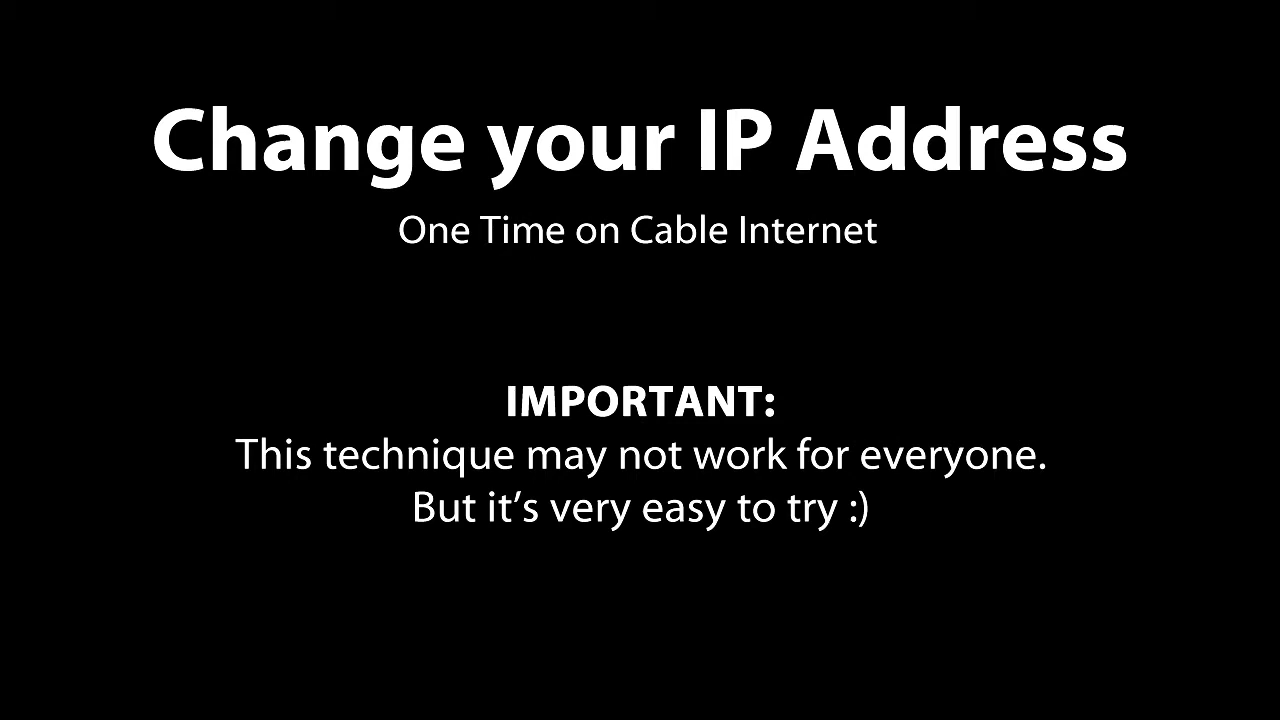 Change your IP Address
One Time on Cable Internet
IMPORTANT:
This technique may not work for everyone.
But it’s very easy to try :)